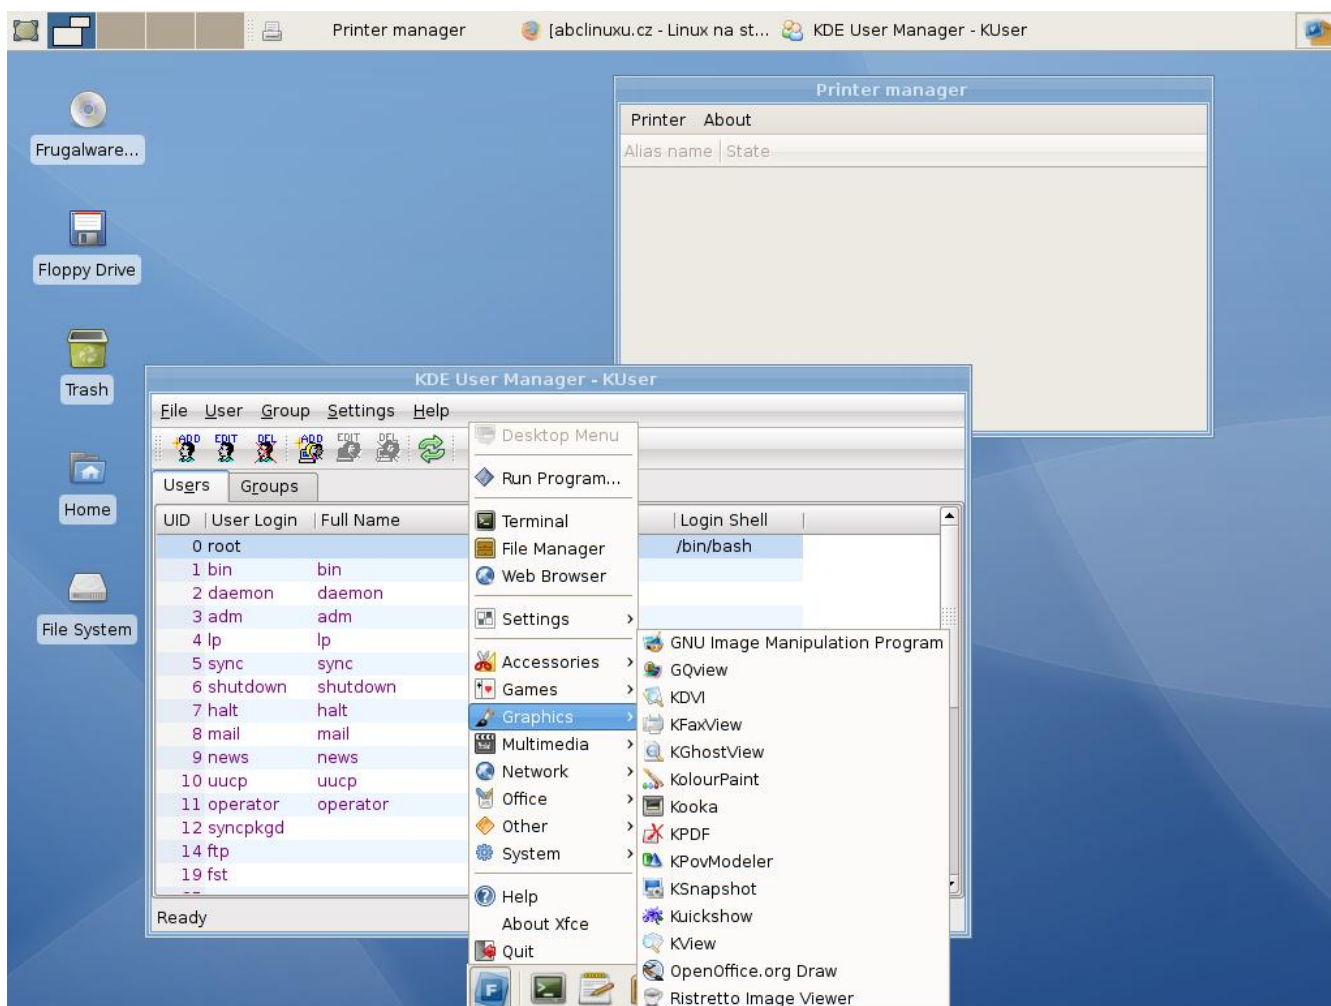 Printer manager
[abclinuxu.cz - Linux na st...
KDE User Manager - KUser
Frugalware...
Floppy Drive
Trash
Home
File System
Printer manager
Printer About
Alias name State
KDE User Manager - KUser
File User Group Settings Help
ADD EDIT DEL ADD EDIT DEL
Users Groups
UID User Login Full Name Login Shell
0 root /bin/bash
1 bin bin
2 daemon daemon
3 adm adm
4 lp lp
5 sync sync
6 shutdown shutdown
7 halt halt
8 mail mail
9 news news
10 uucp uucp
11 operator operator
12 syncpkgd
14 ftp
19 fst
Ready
Desktop Menu
Run Program...
Terminal
File Manager
Web Browser
Settings
Accessories
Games
Graphics
Multimedia
Network
Office
Other
System
Help
About Xfce
Quit
GNU Image Manipulation Program
GQview
KDVI
KFaxView
KGhostView
KolourPaint
Kooka
KPDF
KPovModeler
KSnapshot
Kuickshow
KView
OpenOffice.org Draw
Ristretto Image Viewer
F